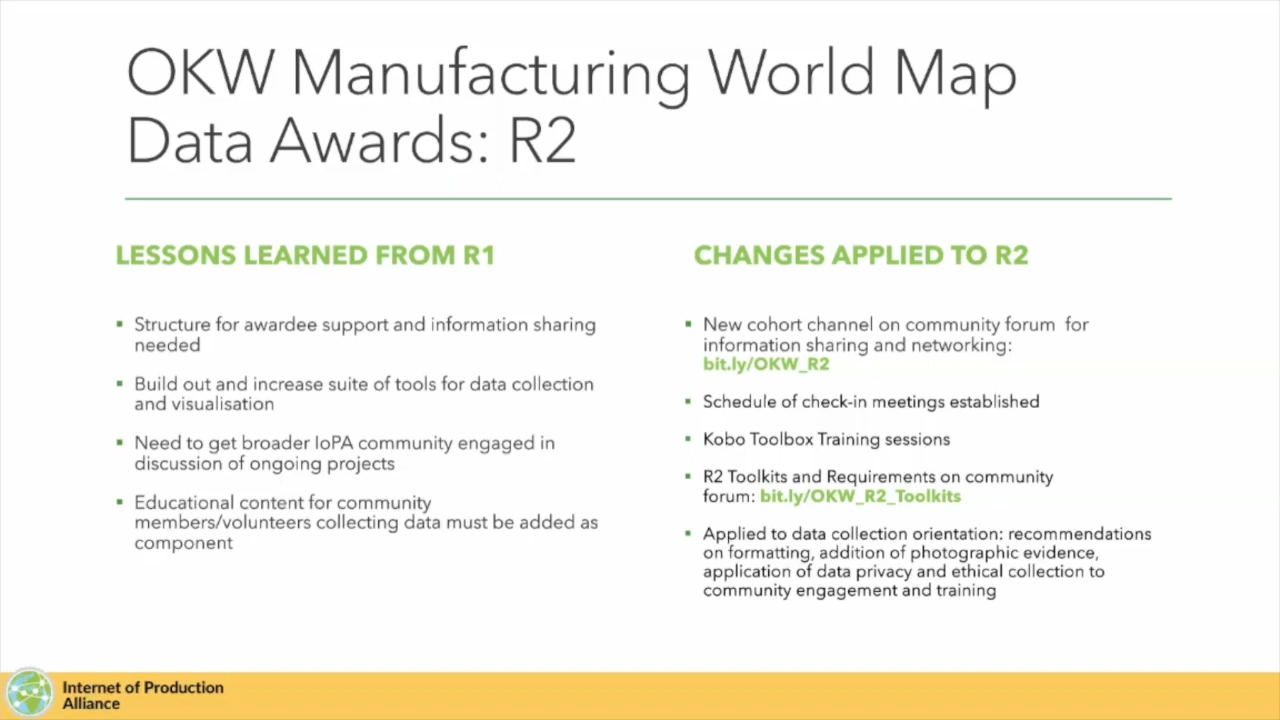 OKW Manufacturing World Map
Data Awards: R2
LESSONS LEARNED FROM R1
▪ Structure for awardee support and information sharing
needed
▪ Build out and increase suite of tools for data collection
and visualisation
▪ Need to get broader IoPA community engaged in
discussion of ongoing projects
▪ Educational content for community
members/volunteers collecting data must be added as
component
CHANGES APPLIED TO R2
▪ New cohort channel on community forum for
information sharing and networking:
bit.ly/OKW_R2
▪ Schedule of check-in meetings established
▪ Kobo Toolbox Training sessions
▪ R2 Toolkits and Requirements on community
forum: bit.ly/OKW_R2_Toolkits
▪ Applied to data collection orientation: recommendations
on formatting, addition of photographic evidence,
application of data privacy and ethical collection to
community engagement and training
Internet of Production
Alliance